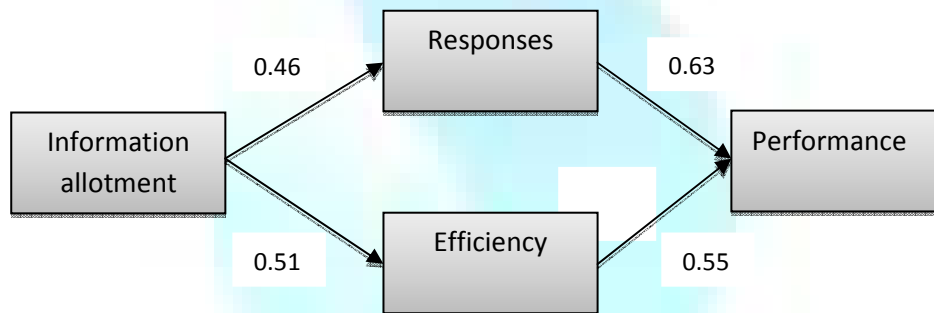 Responses
0.46
0.63
Information
allotment
Performance
Efficiency
0.51
0.55